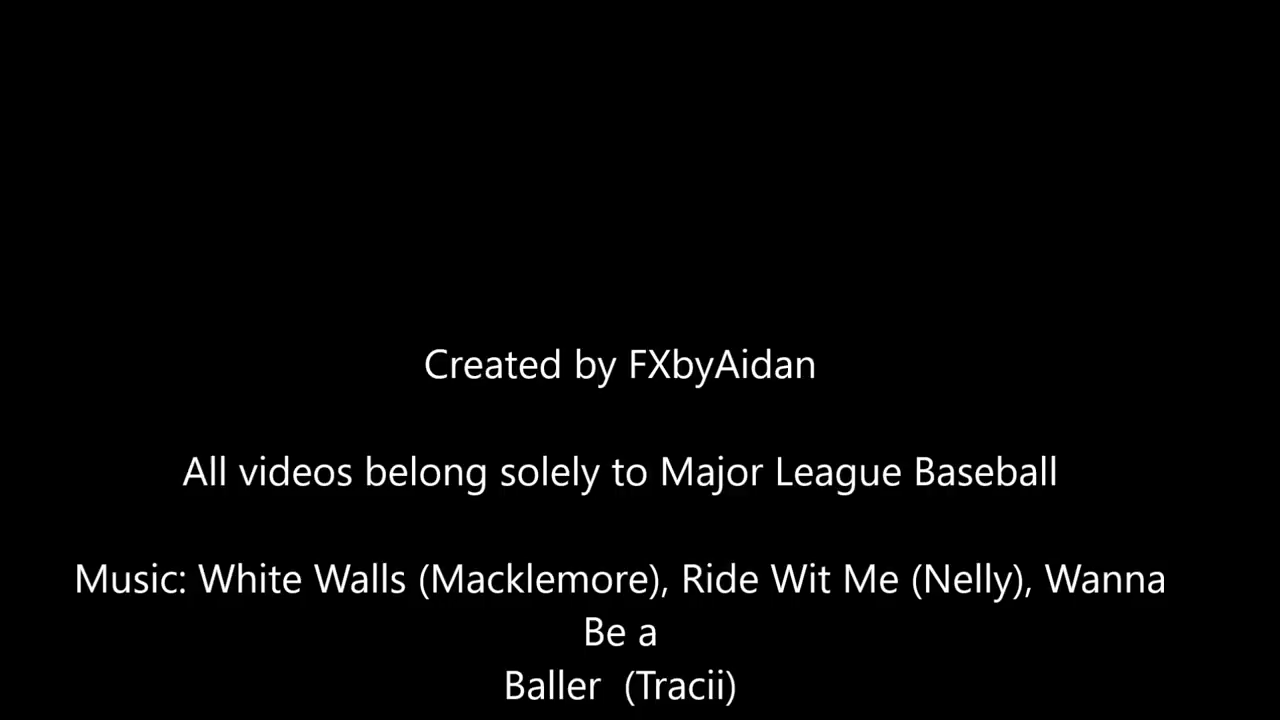 Created by FXbyAidan
All videos belong solely to Major League Baseball
Music: White Walls (Macklemore), Ride Wit Me (Nelly), Wanna
Be a
Baller  (Tracii)